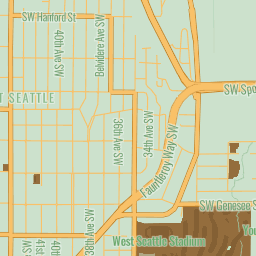 SW Hanford St
Belvidere Ave SW
40th Ave SW
SW Spo
T SEATTLE
36th Ave SW
34th Ave SW
Fauntleroy Way SW
SW Genesee S
38th Ave SW
40th
41st
West Seattle Stadium
You